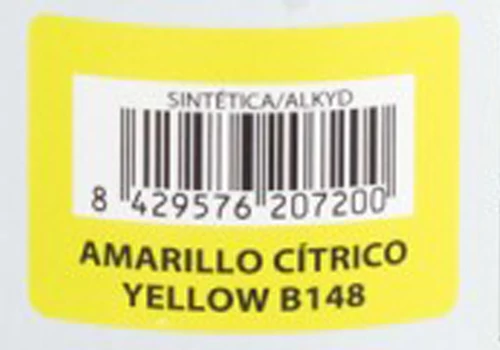 SINTÉTICA/ALKYD
8 429576 207200
AMARILLO CÍTRICO
YELLOW B148